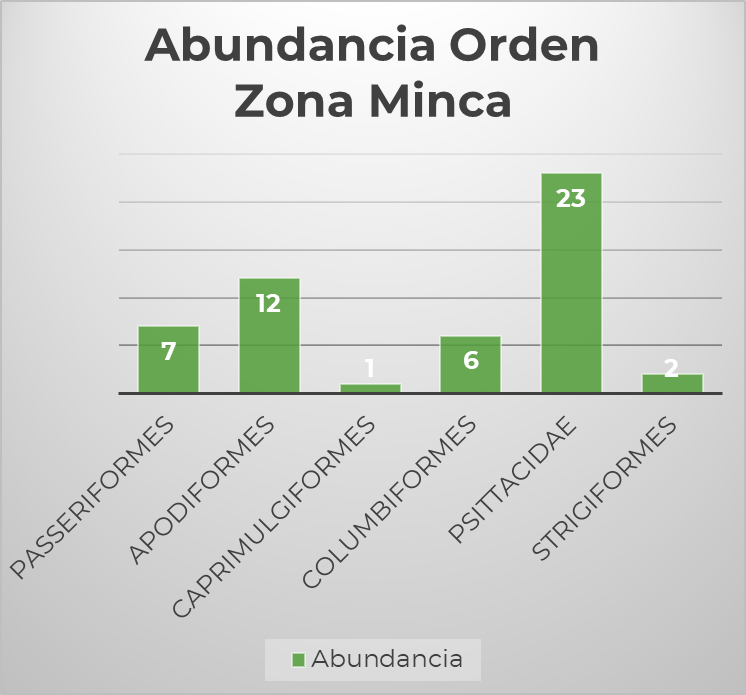 Abundancia Orden
Zona Minca
7
12
1
6
23
2
PASSERIFORMES
APODIFORMES
CAPRIMULGIFORMES
COLUMBIFORMES
PSITTACIDAE
STRIGIFORMES
Abundancia